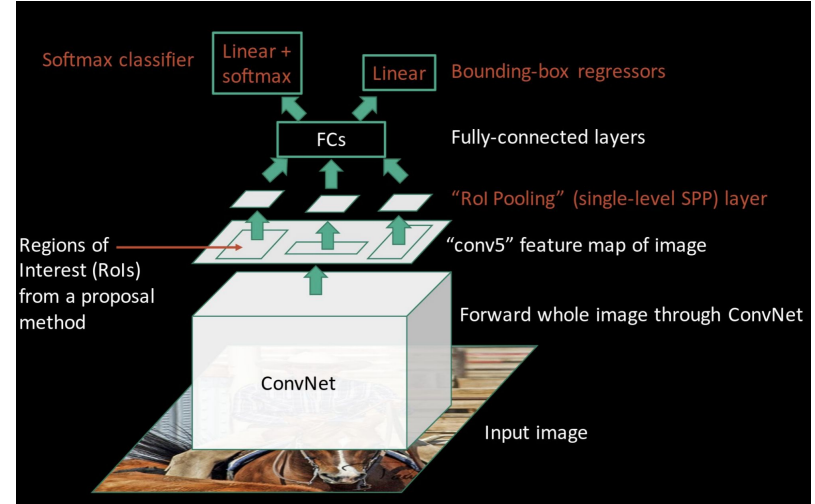 Softmax classifier
Linear +
softmax
Linear
Bounding-box regressors
FCs
Fully-connected layers
“RoI Pooling” (single-level SPP) layer
Regions of
Interest (RoIs)
from a proposal
method
“conv5” feature map of image
Forward whole image through ConvNet
ConvNet
Input image